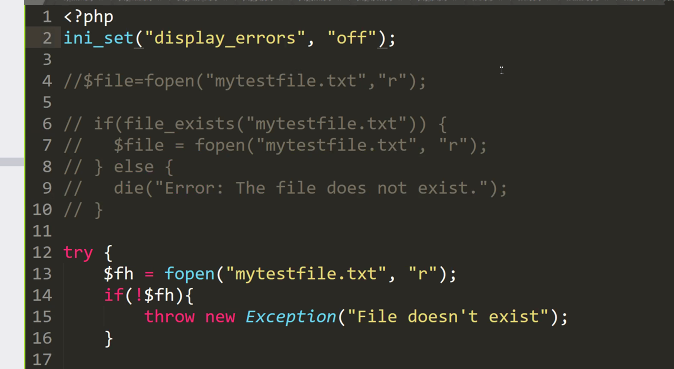 1 <?php
2 ini_set("display_errors", "off");
3
4 //$file=fopen("mytestfile.txt","r");
5
6 // if(file_exists("mytestfile.txt")) {
7 //   $file = fopen("mytestfile.txt", "r");
8 // } else {
9 //   die("Error: The file does not exist.");
10 // }
11
12 try {
13     $fh = fopen("mytestfile.txt", "r");
14     if(!$fh){
15         throw new Exception("File doesn't exist");
16     }
17